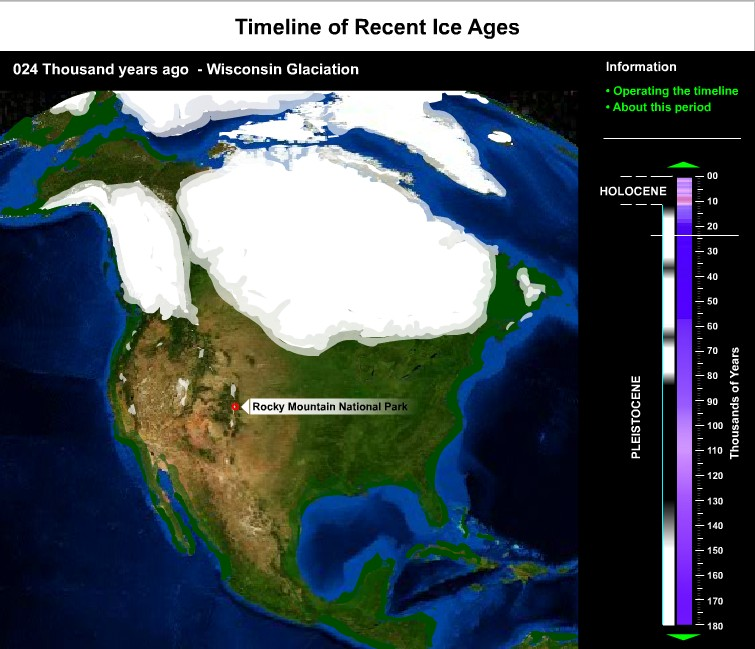 Timeline of Recent Ice Ages
024 Thousand years ago - Wisconsin Glaciation
Information
• Operating the timeline
• About this period
HOLOCENE
00
10
20
30
40
50
60
70
80
90
100
110
120
130
140
150
160
170
180
PLEISTOCENE
Thousands of Years
Rocky Mountain National Park